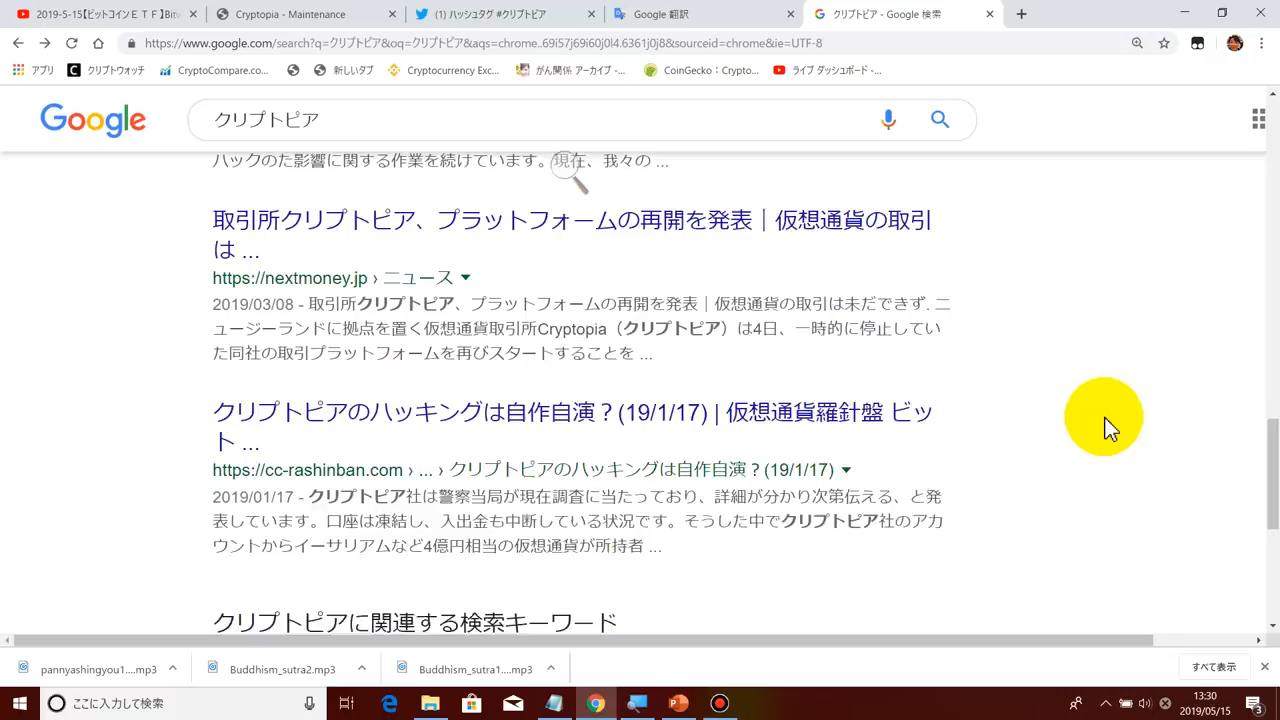 2019-5-15【ビットコインＥＴＦ】Bit
Cryptopia - Maintenance
(1) ハッシュタグ #クリプトピア
Google 翻訳
クリプトピア - Google 検索
https://www.google.com/search?q=クリプトピア&oq=クリプトピア&aqs=chrome..69i57j69i60j0l4.6361j0j8&sourceid=chrome&ie=UTF-8
アプリ
クリプトウォッチ
CryptoCompare.co...
新しいタブ
Cryptocurrency Exc...
がん関係 アーカイブ -...
CoinGecko : Crypto...
ライブ ダッシュボード -...
Google
クリプトピア
ハックのた影響に関する作業を続けています。現在、我々の ...
取引所クリプトピア、プラットフォームの再開を発表｜仮想通貨の取引
は ...
https://nextmoney.jp › ニュース
2019/03/08 - 取引所クリプトピア、プラットフォームの再開を発表｜仮想通貨の取引は未だできず. ニ
ュージーランドに拠点を置く仮想通貨取引所Cryptopia（クリプトピア）は4日、一時的に停止してい
た同社の取引プラットフォームを再びスタートすることを ...
クリプトピアのハッキングは自作自演？(19/1/17) | 仮想通貨羅針盤 ビッ
ト ...
https://cc-rashinban.com › ... › クリプトピアのハッキングは自作自演？(19/1/17)
2019/01/17 - クリプトピア社は警察当局が現在調査に当たっており、詳細が分かり次第伝える、と発
表しています。口座は凍結し、入出金も中断している状況です。そうした中でクリプトピア社のアカ
ウントからイーサリアムなど4億円相当の仮想通貨が所持者 ...
クリプトピアに関連する検索キーワード
pannyashingyou1....mp3
Buddhism_sutra2.mp3
Buddhism_sutra1....mp3
すべて表示
ここに入力して検索
13:30
2019/05/15
3